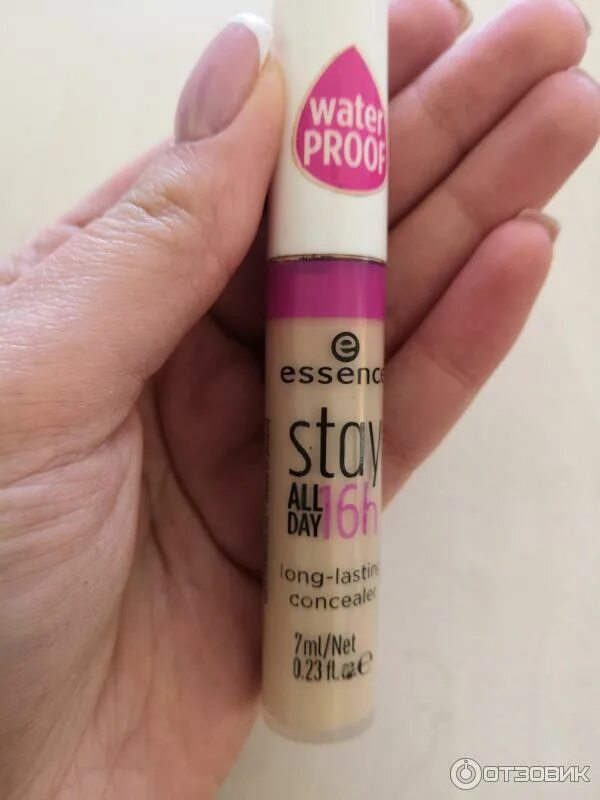 water
PROOF
e
essence
stay
ALL
DAY 16h
long-lasting
concealer
7ml/Net
0.23 fl.oz. e
ОТЗОВИК